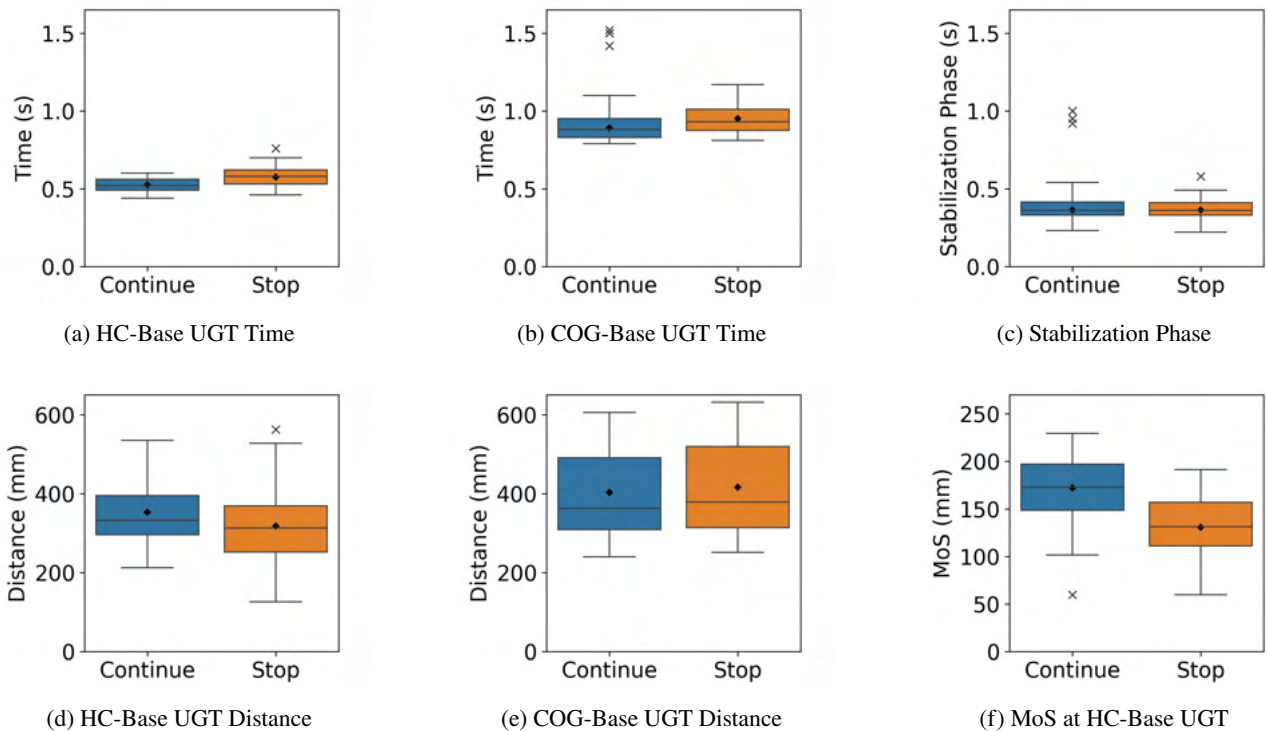 Time (s)
1.5
1.0
0.5
0.0
Continue Stop
(a) HC-Base UGT Time
Time (s)
1.5
1.0
0.5
0.0
Continue Stop
(b) COG-Base UGT Time
Stabilization Phase (s)
1.5
1.0
0.5
0.0
Continue Stop
(c) Stabilization Phase
Distance (mm)
600
400
200
0
Continue Stop
(d) HC-Base UGT Distance
Distance (mm)
600
400
200
0
Continue Stop
(e) COG-Base UGT Distance
MoS (mm)
250
200
150
100
50
0
Continue Stop
(f) MoS at HC-Base UGT